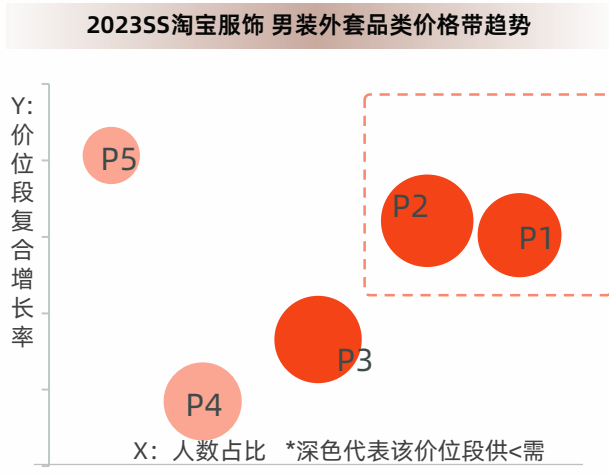 2023SS淘宝服饰 男装外套品类价格带趋势
Y:价位段复合增长率
P5
P2
P1
P3
P4
X：人数占比 *深色代表该价位段供<需